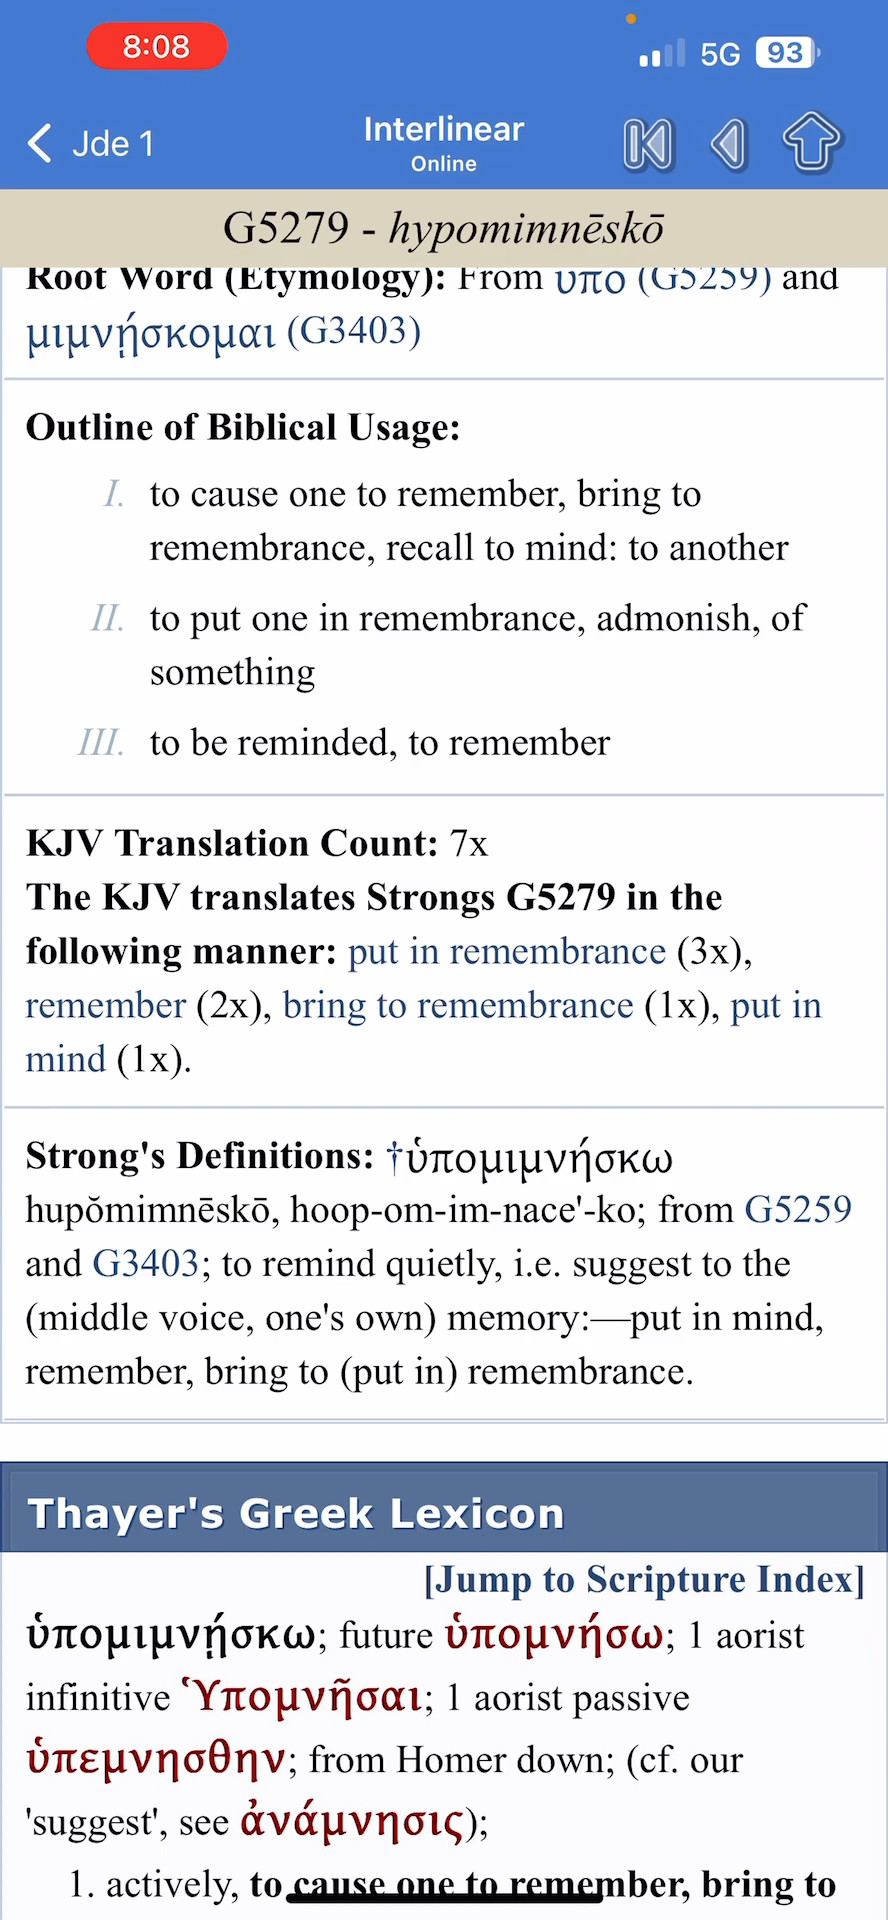 8:08
5G 93
Jde 1
Interlinear
Online
G5279 - hypomimnēskō
Root Word (Etymology): From ὑπό (G5259) and
μιμνῄσκομαι (G3403)
Outline of Biblical Usage:
I. to cause one to remember, bring to
remembrance, recall to mind: to another
II. to put one in remembrance, admonish, of
something
III. to be reminded, to remember
KJV Translation Count: 7x
The KJV translates Strongs G5279 in the
following manner: put in remembrance (3x),
remember (2x), bring to remembrance (1x), put in
mind (1x).
Strong's Definitions: †ὑπομιμνήσκω
hupŏmimnēskō, hoop-om-im-nace'-ko; from G5259
and G3403; to remind quietly, i.e. suggest to the
(middle voice, one's own) memory:—put in mind,
remember, bring to (put in) remembrance.
Thayer's Greek Lexicon
[Jump to Scripture Index]
ὑπομιμνῄσκω; future ὑπομνήσω; 1 aorist
infinitive Ὑπομνῆσαι; 1 aorist passive
ὑπεμνησθην; from Homer down; (cf. our
'suggest', see ἀνάμνησις);
1. actively, to cause one to remember, bring to